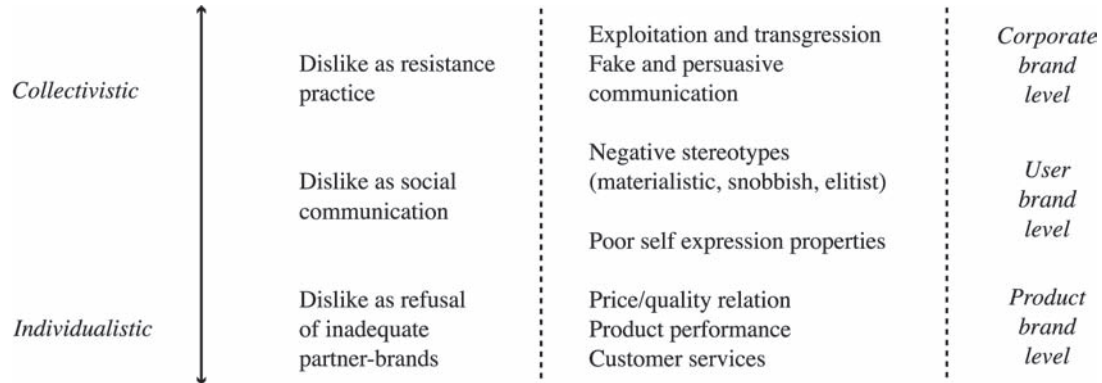 Collectivistic
Individualistic
Dislike as resistance
practice
Dislike as social
communication
Dislike as refusal
of inadequate
partner-brands
Exploitation and transgression
Fake and persuasive
communication
Negative stereotypes
(materialistic, snobbish, elitist)
Poor self expression properties
Price/quality relation
Product performance
Customer services
Corporate
brand
level
User
brand
level
Product
brand
level